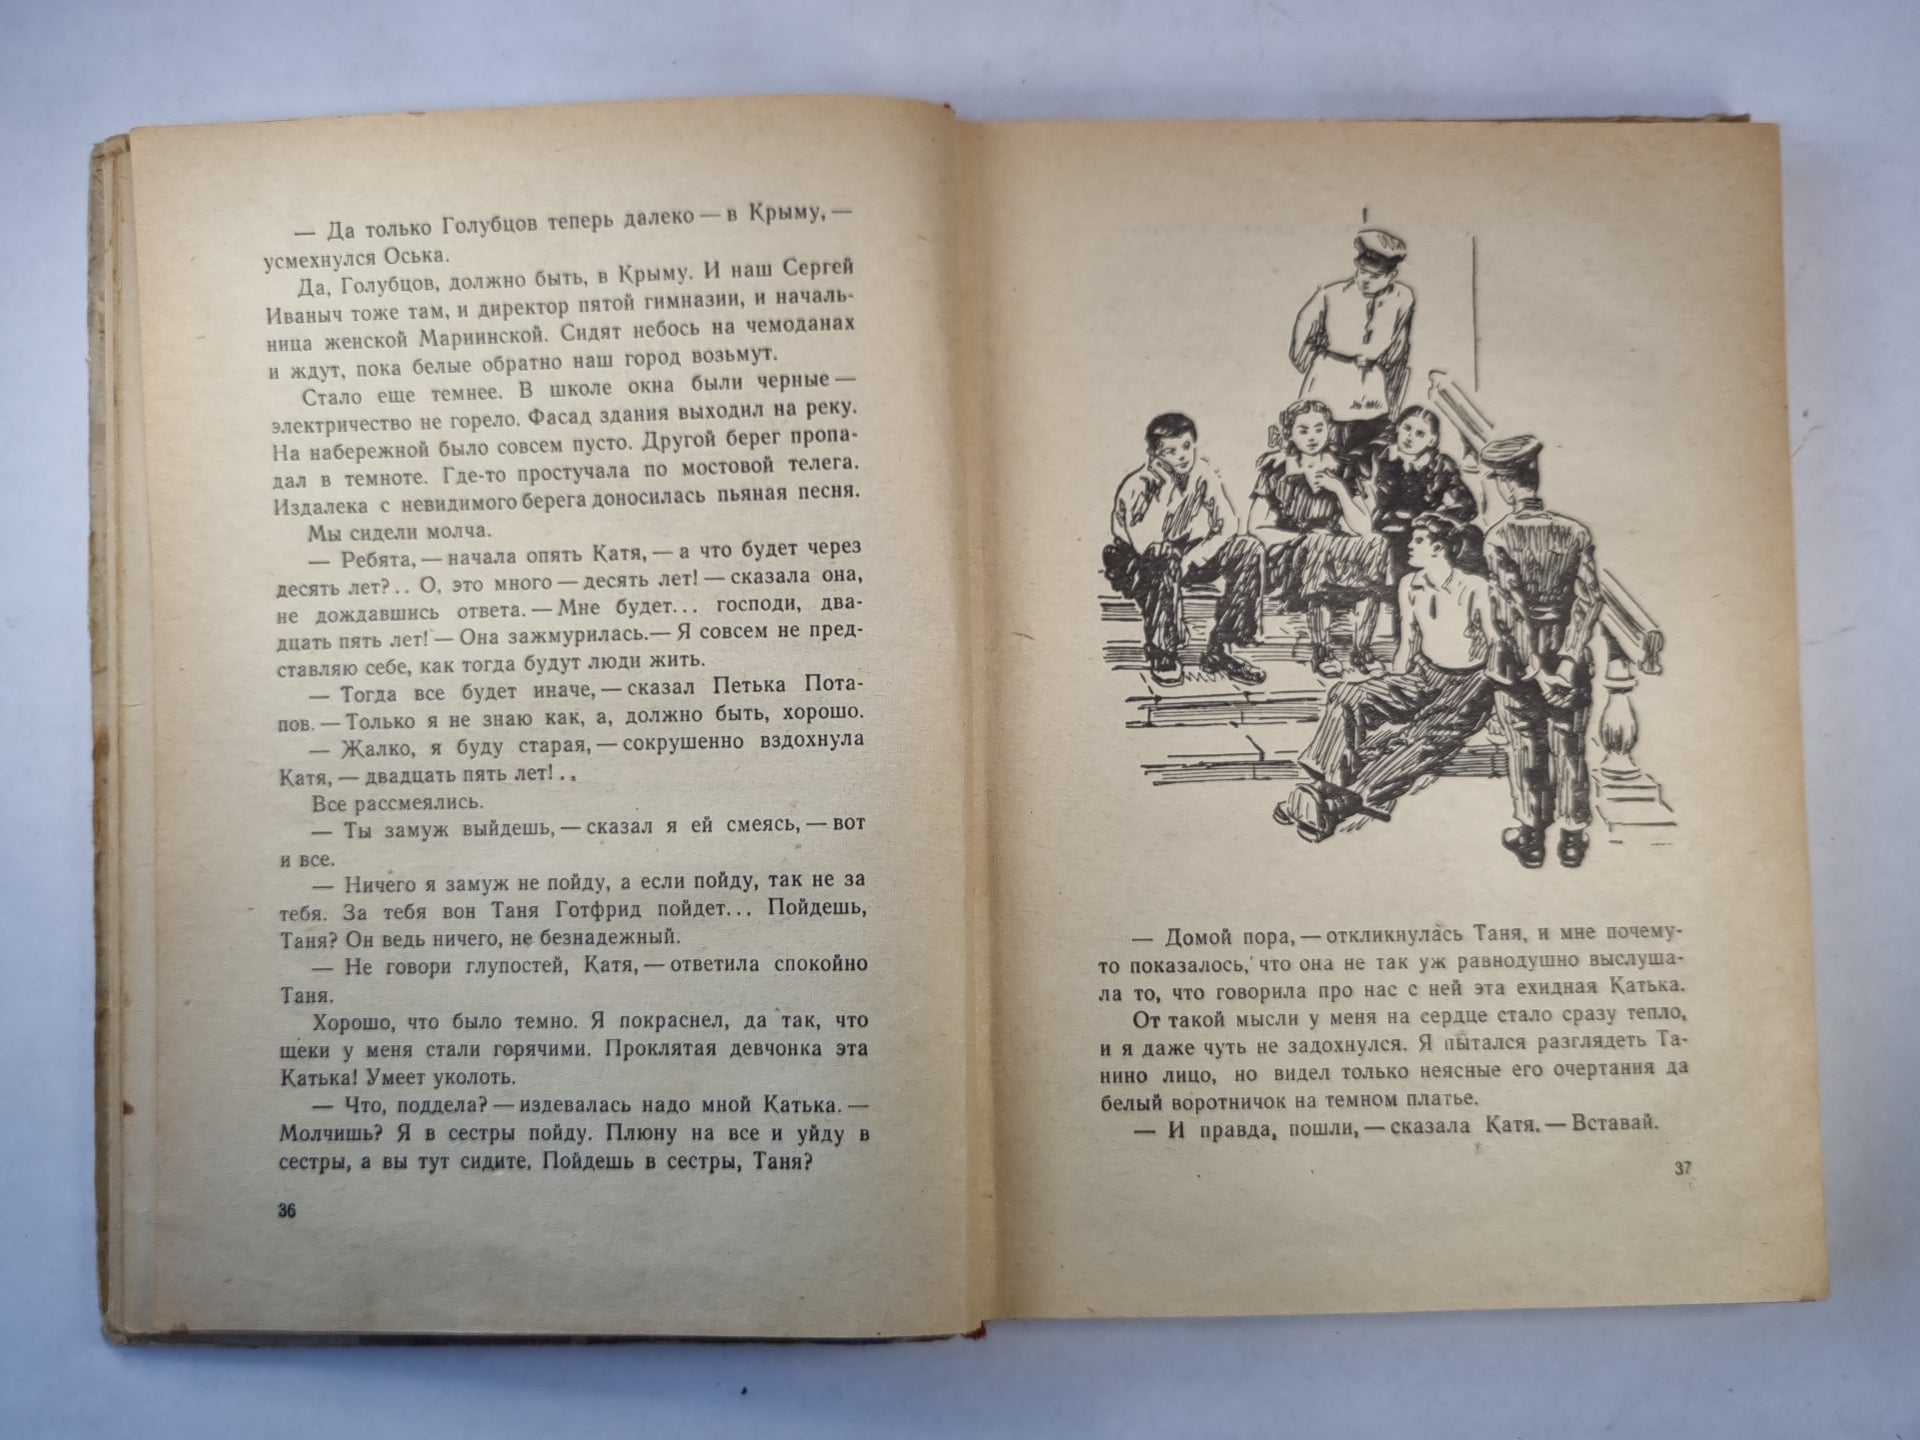 — Да только Голубцов теперь далеко — в Крыму, —
усмехнулся Оська.
Да, Голубцов, должно быть, в Крыму. И наш Сергей
Иваныч тоже там, и директор пятой гимназии, и началь-
ница женской Мариинской. Сидят небось на чемоданах
и ждут, пока белые обратно наш город возьмут.
Стало еще темнее. В школе окна были черные —
электричество не горело. Фасад здания выходил на реку.
На набережной было совсем пусто. Другой берег пропа-
дал в темноте. Где-то простучала по мостовой телега.
Издалека с невидимого берега доносилась пьяная песня.
Мы сидели молча.
— Ребята, — начала опять Катя, — а что будет через
десять лет?.. О, это много — десять лет! — сказала она,
не дождавшись ответа. — Мне будет... господи, два-
дцать пять лет! — Она зажмурилась.— Я совсем не пред-
ставляю себе, как тогда будут люди жить.
— Тогда все будет иначе, — сказал Петька Пота-
пов. — Только я не знаю как, а, должно быть, хорошо.
— Жалко, я буду старая, — сокрушенно вздохнула
Катя, — двадцать пять лет!..
Все рассмеялись.
— Ты замуж выйдешь, — сказал я ей смеясь, — вот
и все.
— Ничего я замуж не пойду, а если пойду, так не за
тебя. За тебя вон Таня Готфрид пойдет... Пойдешь,
Таня? Он ведь ничего, не безнадежный.
— Не говори глупостей, Катя, — ответила спокойно
Таня.
Хорошо, что было темно. Я покраснел, да так, что
щеки у меня стали горячими. Проклятая девчонка эта
Катька! Умеет уколоть.
— Что, поддела? — издевалась надо мной Катька. —
Молчишь? Я в сестры пойду. Плюну на все и уйду в
сестры, а вы тут сидите. Пойдешь в сестры, Таня?
36
— Домой пора, — откликнулась Таня, и мне почему-
то показалось, что она не так уж равнодушно выслуша-
ла то, что говорила про нас с ней эта ехидная Катька.
От такой мысли у меня на сердце стало сразу тепло,
и я даже чуть не задохнулся. Я пытался разглядеть Та-
нино лицо, но видел только неясные его очертания да
белый воротничок на темном платье.
— И правда, пошли, — сказала Катя. — Вставай.
37